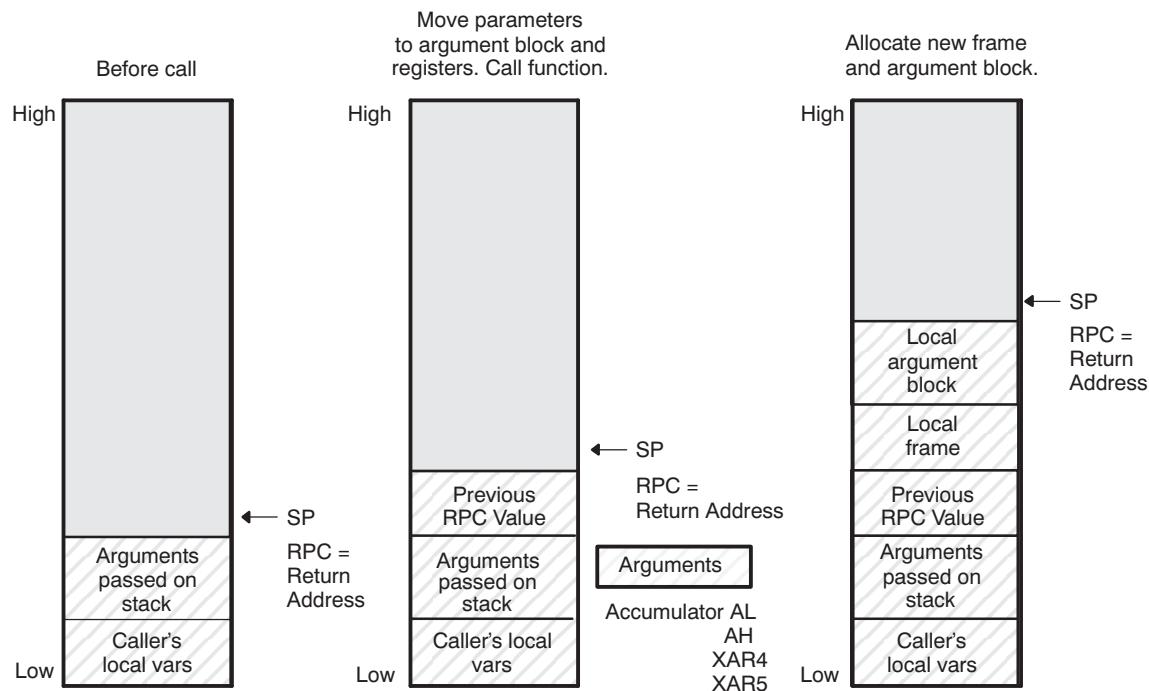 Before call
High
SP
RPC =
Return
Address
Arguments
passed on
stack
Caller's
local vars
Low
Move parameters
to argument block and
registers. Call function.
High
SP
RPC =
Return Address
Previous
RPC Value
Arguments
passed on
stack
Caller's local
vars
Low
Arguments
Accumulator AL
AH
XAR4
XAR5
Allocate new frame
and argument block.
High
SP
RPC =
Return
Address
Local
argument
block
Local
frame
Previous
RPC Value
Arguments
passed on
stack
Caller's
local vars
Low